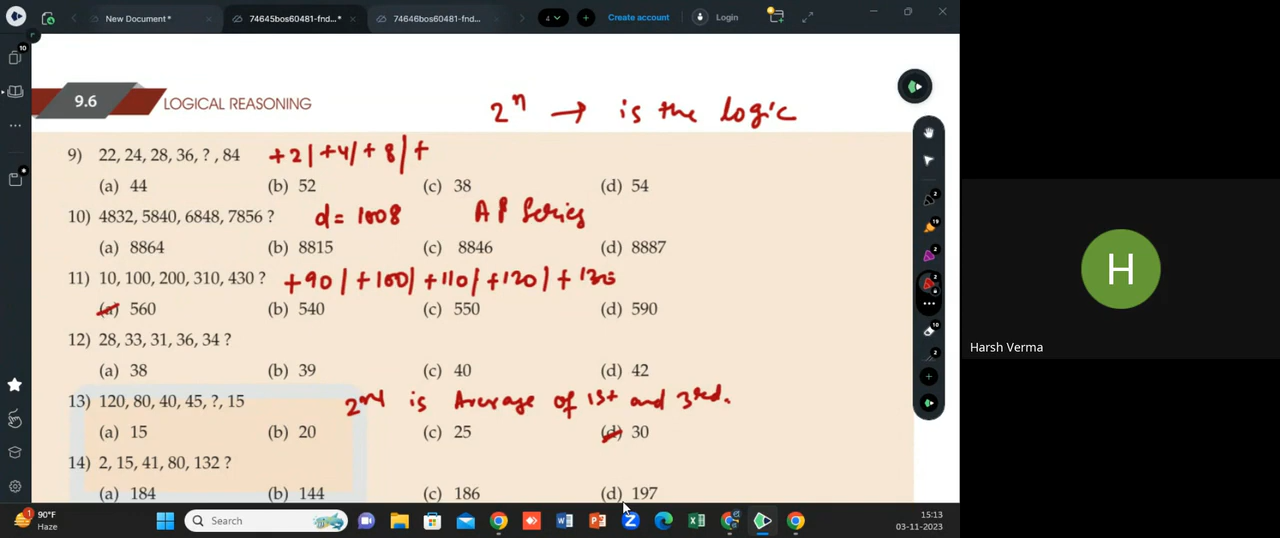 New Document*
74645bos60481-fnd...*
74646bos60481-fnd...
4
Create account
Login
10
9.6 LOGICAL REASONING
2ⁿ → is the logic
9) 22, 24, 28, 36, ? , 84 +2 | +4 | +8 | +
(a) 44 (b) 52 (c) 38 (d) 54
10) 4832, 5840, 6848, 7856 ? d = 1008 AP Series
(a) 8864 (b) 8815 (c) 8846 (d) 8887
11) 10, 100, 200, 310, 430 ? +90 | +100 | +110 | +120 | +130
(a) 560 (b) 540 (c) 550 (d) 590
12) 28, 33, 31, 36, 34 ?
(a) 38 (b) 39 (c) 40 (d) 42
13) 120, 80, 40, 45, ?, 15 2nd is Average of 1st and 3rd.
(a) 15 (b) 20 (c) 25 (d) 30
14) 2, 15, 41, 80, 132 ?
(a) 184 (b) 144 (c) 186 (d) 197
H
Harsh Verma
90°F
Haze
Search
15:13
03-11-2023